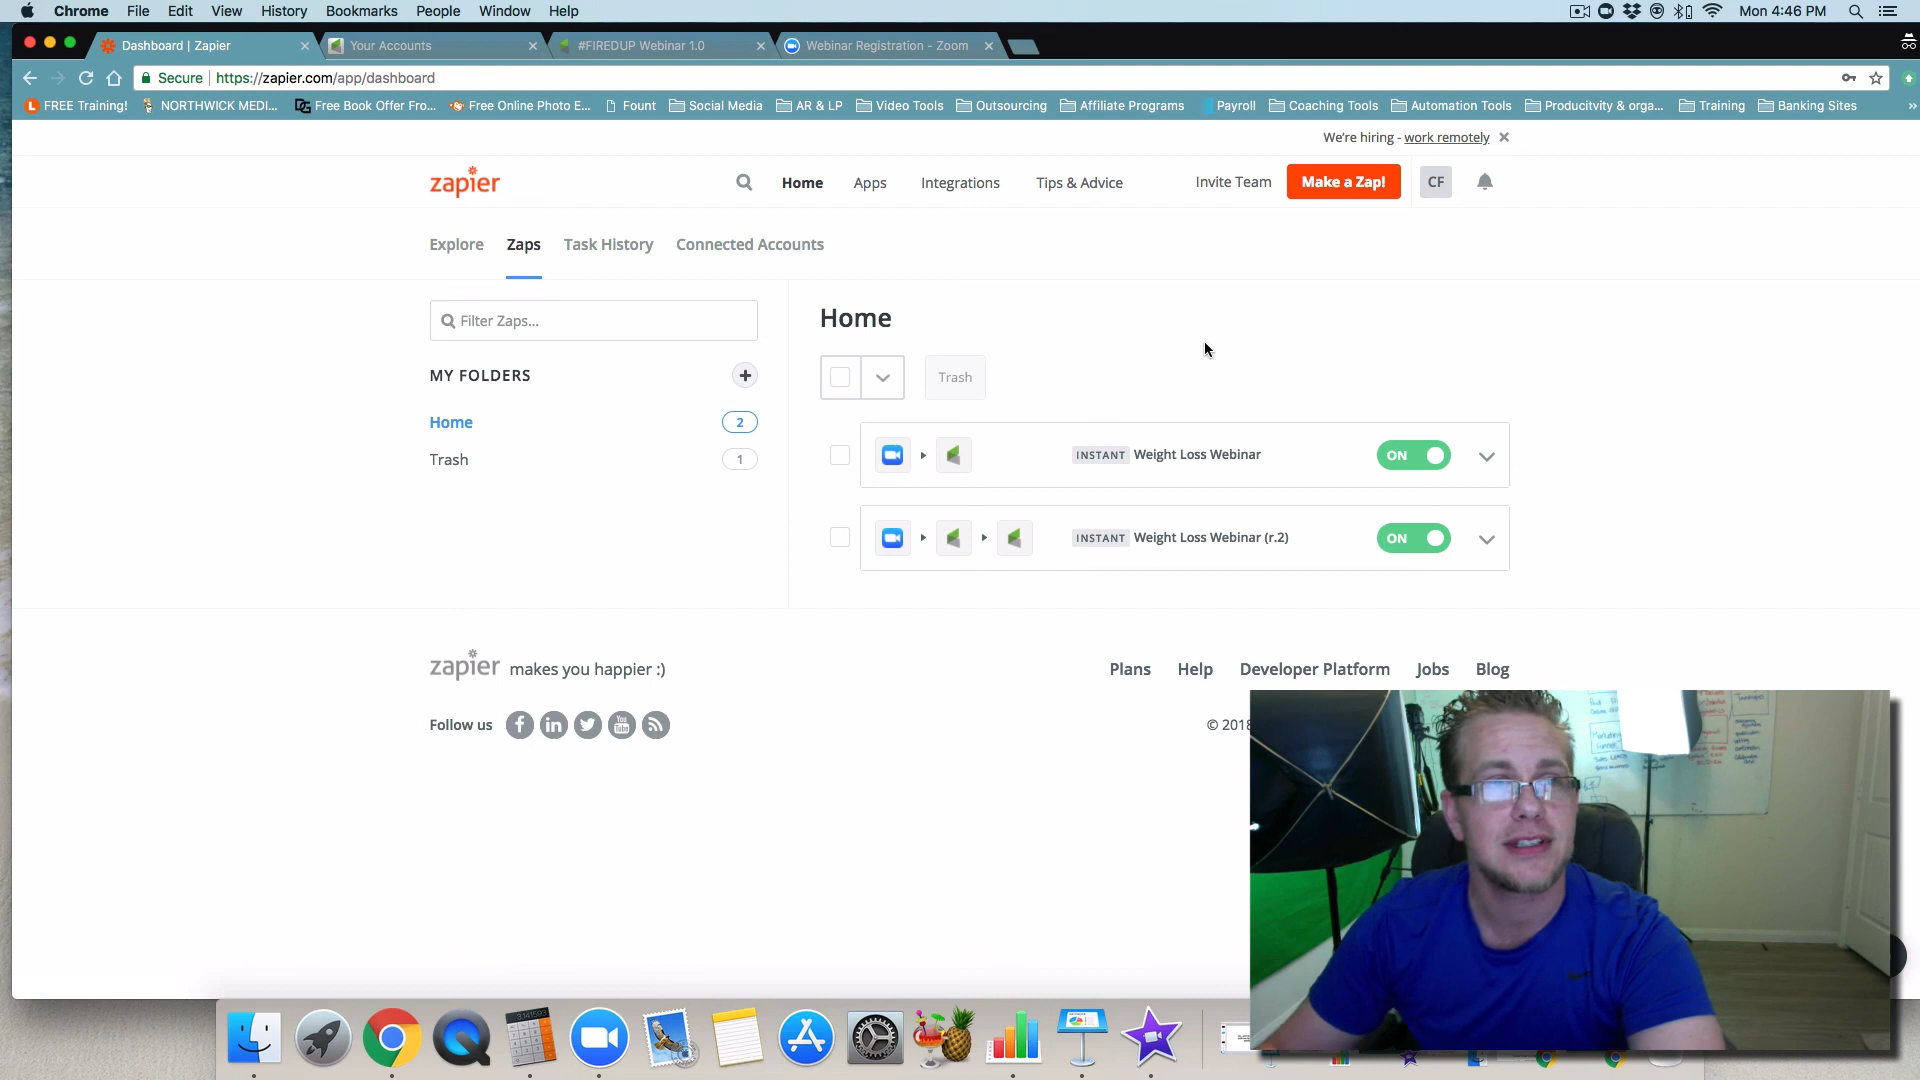 Chrome File Edit View History Bookmarks People Window Help Mon 4:46 PM
Dashboard | Zapier Your Accounts #FIREDUP Webinar 1.0 Webinar Registration - Zoom
Secure https://zapier.com/app/dashboard
FREE Training! NORTHWICK MEDI... Free Book Offer Fro... Free Online Photo E... Fount Social Media AR & LP Video Tools Outsourcing Affiliate Programs Payroll Coaching Tools Automation Tools Producitvity & orga... Training Banking Sites »
We're hiring - work remotely
zapier Home Apps Integrations Tips & Advice Invite Team Make a Zap! CF
Explore Zaps Task History Connected Accounts
Filter Zaps...
Home
MY FOLDERS
Trash
Home 2
Trash 1
INSTANT Weight Loss Webinar ON
INSTANT Weight Loss Webinar (r.2) ON
zapier makes you happier :)
Plans Help Developer Platform Jobs Blog
Follow us
© 2018
3.141593